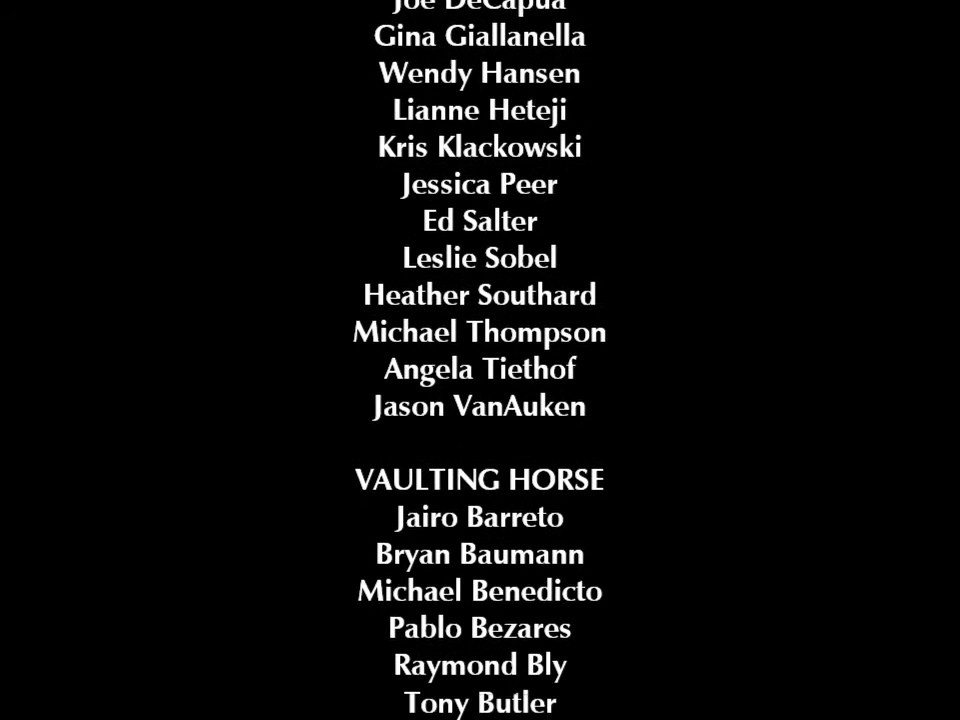 Joe DeCapua
Gina Giallanella
Wendy Hansen
Lianne Heteji
Kris Klackowski
Jessica Peer
Ed Salter
Leslie Sobel
Heather Southard
Michael Thompson
Angela Tiethof
Jason VanAuken
VAULTING HORSE
Jairo Barreto
Bryan Baumann
Michael Benedicto
Pablo Bezares
Raymond Bly
Tony Butler